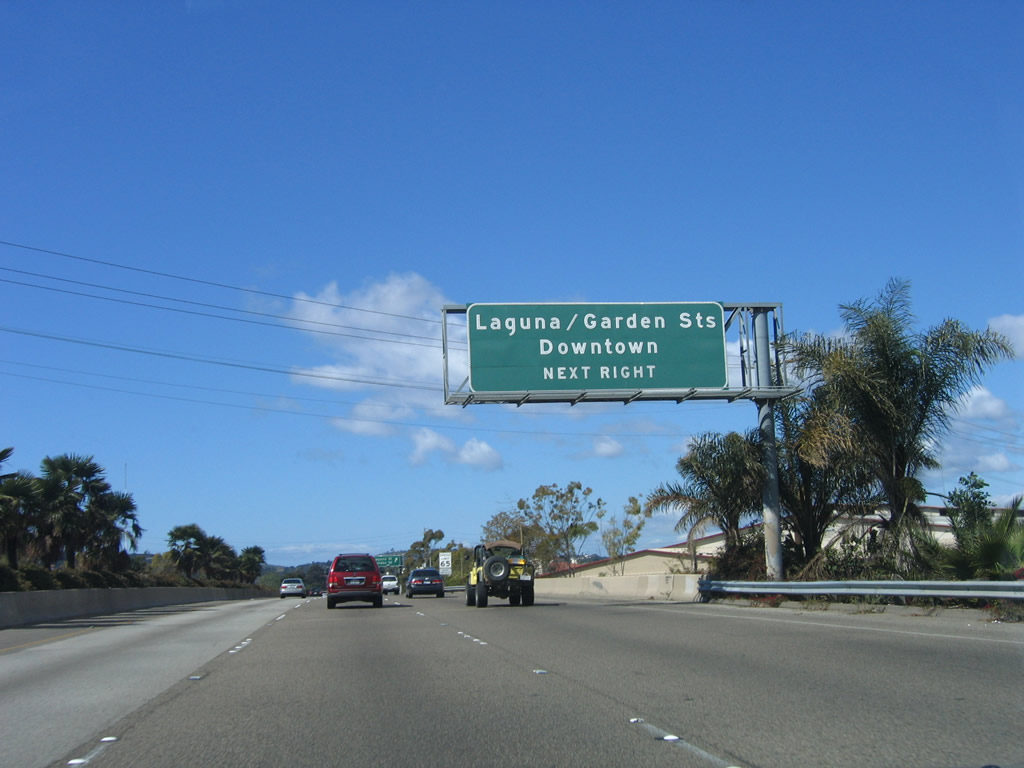 Laguna/Garden Sts
Downtown
NEXT RIGHT
65